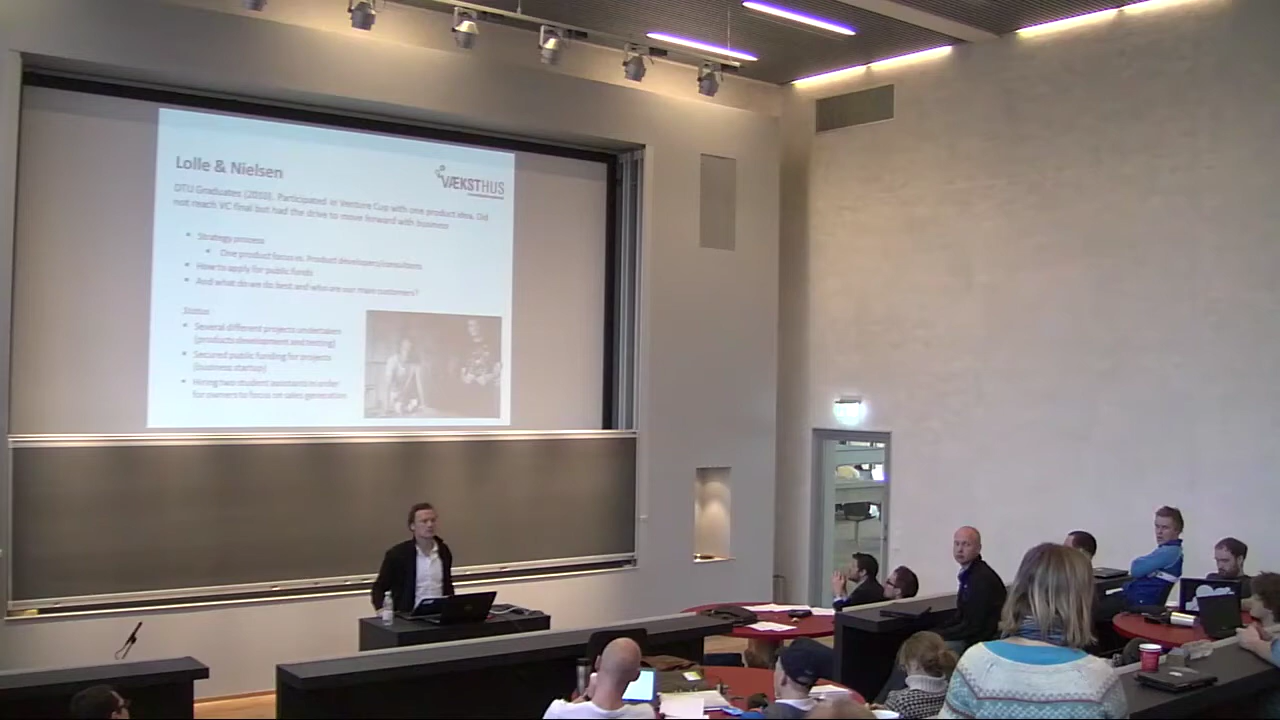 Lolle & Nielsen
VÆKSTHUS
DTU Graduates (2010). Participated in Venture Cup with one product idea. Did
not reach VC final but had the drive to move forward with business
Strategy process
One product focus vs. Product developers/consultants
How to apply for public funds
And what do we do best and who are our main customers?
Status
Several different projects undertaken
(products development and testing)
Secured public funding for projects
(business startup)
Hiring two student assistants in order
for owners to focus on sales generation